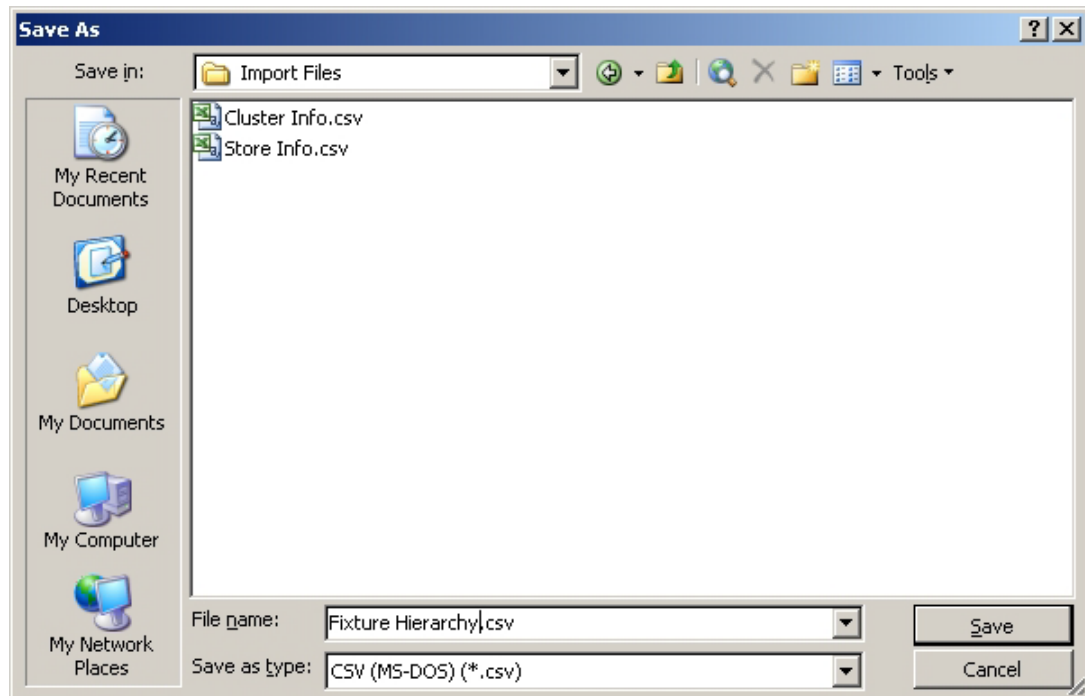 Save As
Save in: Import Files Tools
Cluster Info.csv
Store Info.csv
My Recent
Documents
Desktop
My Documents
My Computer
My Network
Places
File name: Fixture Hierarchy.csv Save
Save as type: CSV (MS-DOS) (*.csv) Cancel